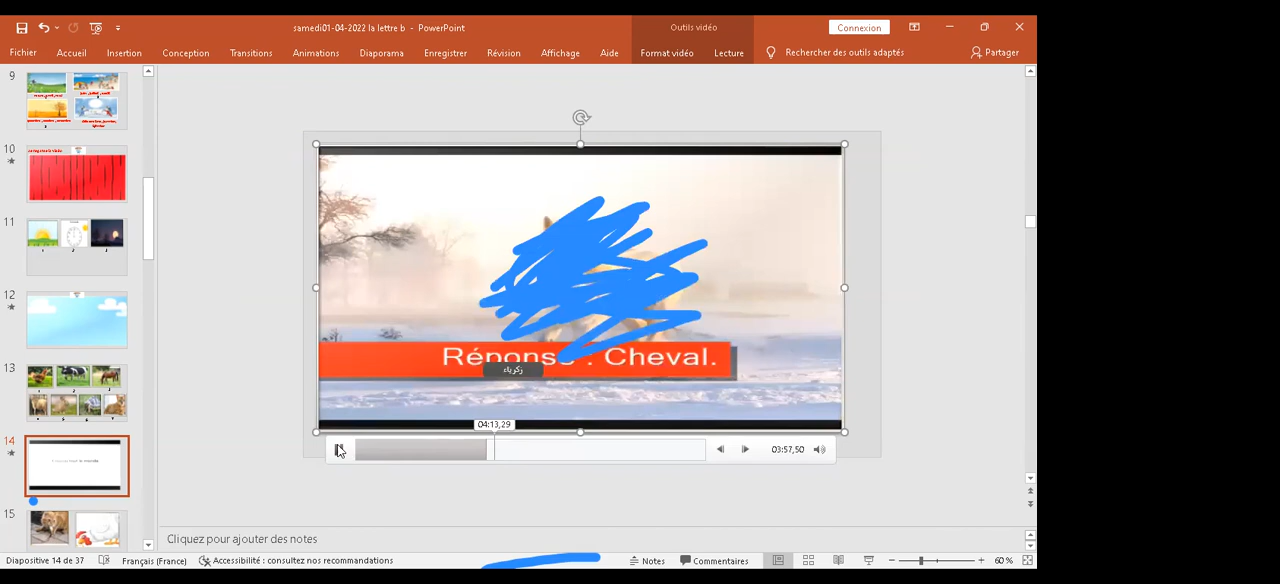 samedi01-04-2022 la lettre b - PowerPoint
Outils vidéo
Connexion
Fichier
Accueil
Insertion
Conception
Transitions
Animations
Diaporama
Enregistrer
Révision
Affichage
Aide
Format vidéo
Lecture
Rechercher des outils adaptés
Partager
9
10
11
12
13
14
15
Réponse : Cheval.
زكرياء
04:13,29
03:57,50
Cliquez pour ajouter des notes
Diapositive 14 de 37
Français (France)
Accessibilité : consultez nos recommandations
Notes
Commentaires
60 %